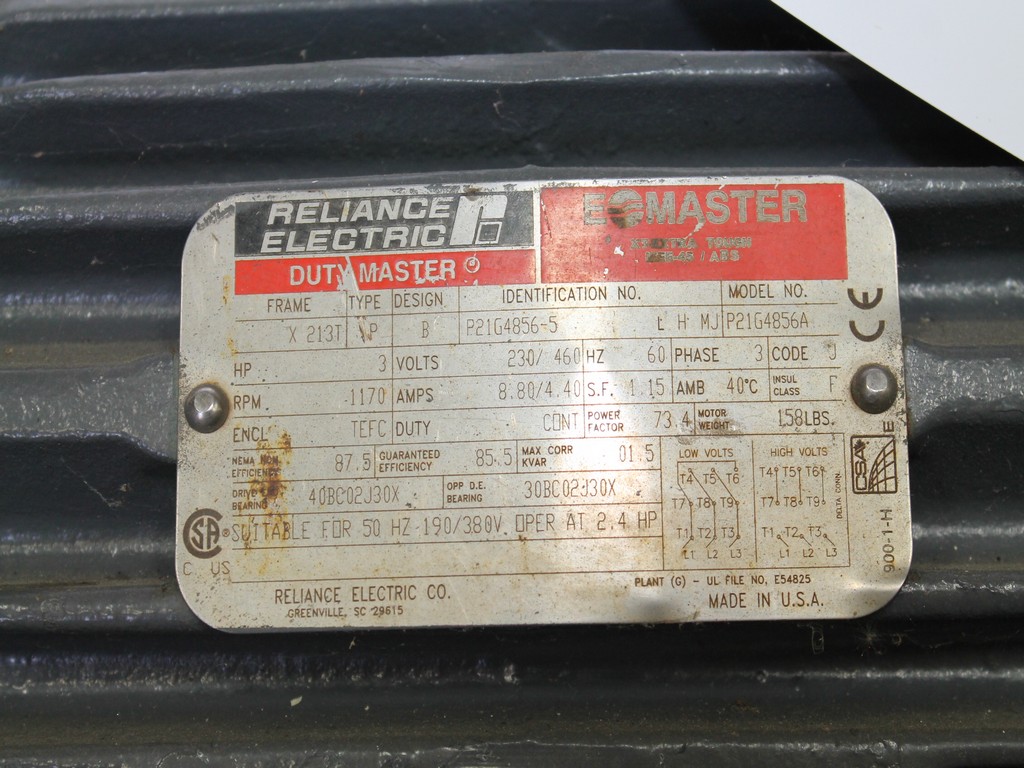 RELIANCE
ELECTRIC
DUTY MASTER
MASTER
FRAME TYPE DESIGN IDENTIFICATION NO. MODEL NO.
X 213T P B P21G4856-5 L H MJ P21G4856A
HP 3 VOLTS 230/ 460 HZ 60 PHASE 3 CODE J
RPM 1170 AMPS 8.80/4.40 S.F. 1.15 AMB 40°C INSUL CLASS F
ENCL TEFC DUTY CONT POWER FACTOR 73.4 MOTOR WEIGHT 158LBS.
NEMA NOM EFFICIENCY 87.5 GUARANTEED EFFICIENCY 85.5 MAX CORR KVAR 01.5
DRIVE END BEARING 40BC02J30X OPP D.E. BEARING 30BC02J30X
SUITABLE FOR 50 HZ 190/380V. OPER AT 2.4 HP
LOW VOLTS HIGH VOLTS
T4 T5 T6 T4 T5 T6
T7 T8 T9 T7 T8 T9
T1 T2 T3 T1 T2 T3
L1 L2 L3 L1 L2 L3
DELTA CONN.
CE
CSA E
900-1-H
SA ®
C US
PLANT (G) - UL FILE NO. E54825
RELIANCE ELECTRIC CO.
GREENVILLE, SC 29615
MADE IN U.S.A.